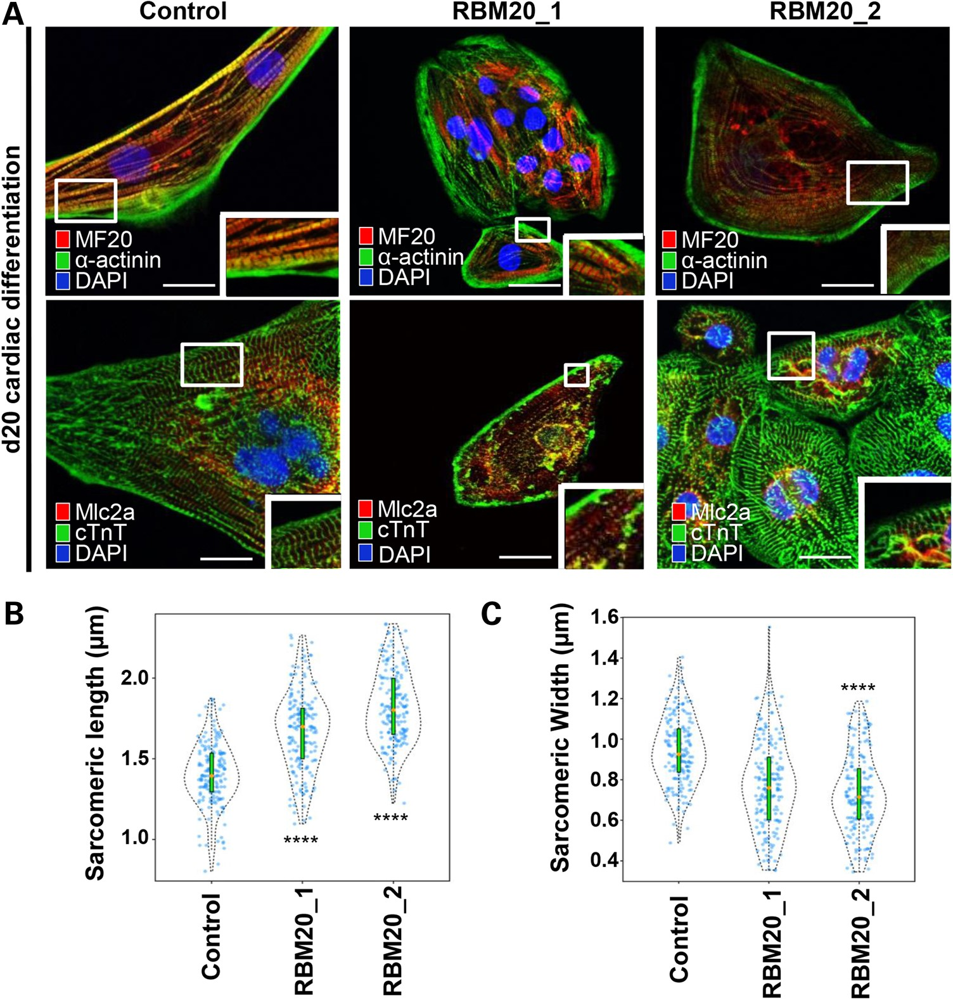 A
Control
RBM20_1
RBM20_2
d20 cardiac differentiation
MF20
α-actinin
DAPI
MF20
α-actinin
DAPI
MF20
α-actinin
DAPI
Mlc2a
cTnT
DAPI
Mlc2a
cTnT
DAPI
Mlc2a
cTnT
DAPI
B
Sarcomeric length (µm)
2.0
1.5
1.0
****
****
Control
RBM20_1
RBM20_2
C
Sarcomeric Width (µm)
1.6
1.4
1.2
1.0
0.8
0.6
0.4
****
Control
RBM20_1
RBM20_2